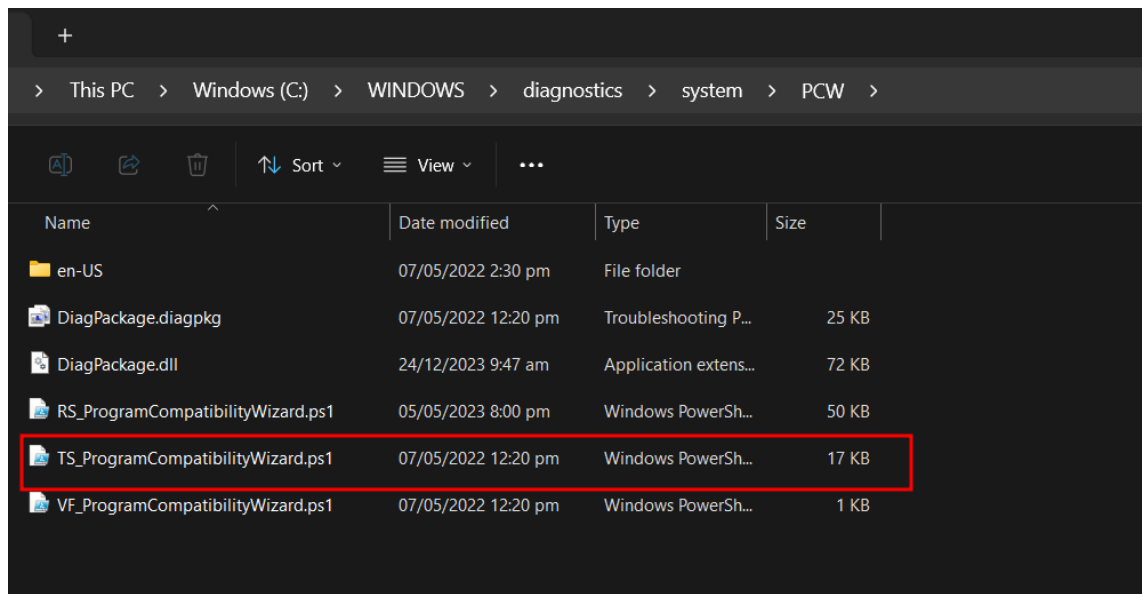 This PC > Windows (C:) > WINDOWS > diagnostics > system > PCW >
Sort View
Name Date modified Type Size
en-US 07/05/2022 2:30 pm File folder
DiagPackage.diagpkg 07/05/2022 12:20 pm Troubleshooting P... 25 KB
DiagPackage.dll 24/12/2023 9:47 am Application extens... 72 KB
RS_ProgramCompatibilityWizard.ps1 05/05/2023 8:00 pm Windows PowerSh... 50 KB
TS_ProgramCompatibilityWizard.ps1 07/05/2022 12:20 pm Windows PowerSh... 17 KB
VF_ProgramCompatibilityWizard.ps1 07/05/2022 12:20 pm Windows PowerSh... 1 KB